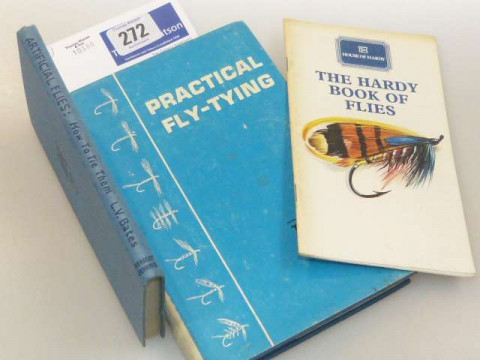 ARTIFICIAL FLIES: How To Tie Them L.V. Bates
272
PRACTICAL
FLY-TYING
HOUSE OF HARDY
THE HARDY
BOOK OF
FLIES